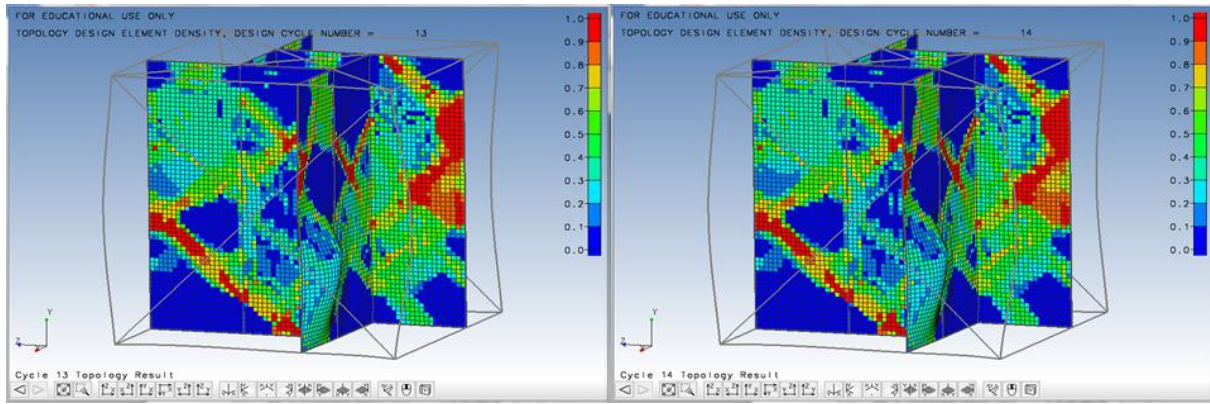 FOR EDUCATIONAL USE ONLY
TOPOLOGY DESIGN ELEMENT DENSITY, DESIGN CYCLE NUMBER = 13
1.0
0.9
0.8
0.7
0.6
0.5
0.4
0.3
0.2
0.1
0.0
Y
Z
Cycle 13 Topology Result
FOR EDUCATIONAL USE ONLY
TOPOLOGY DESIGN ELEMENT DENSITY, DESIGN CYCLE NUMBER = 14
1.0
0.9
0.8
0.7
0.6
0.5
0.4
0.3
0.2
0.1
0.0
Y
Z
Cycle 14 Topology Result